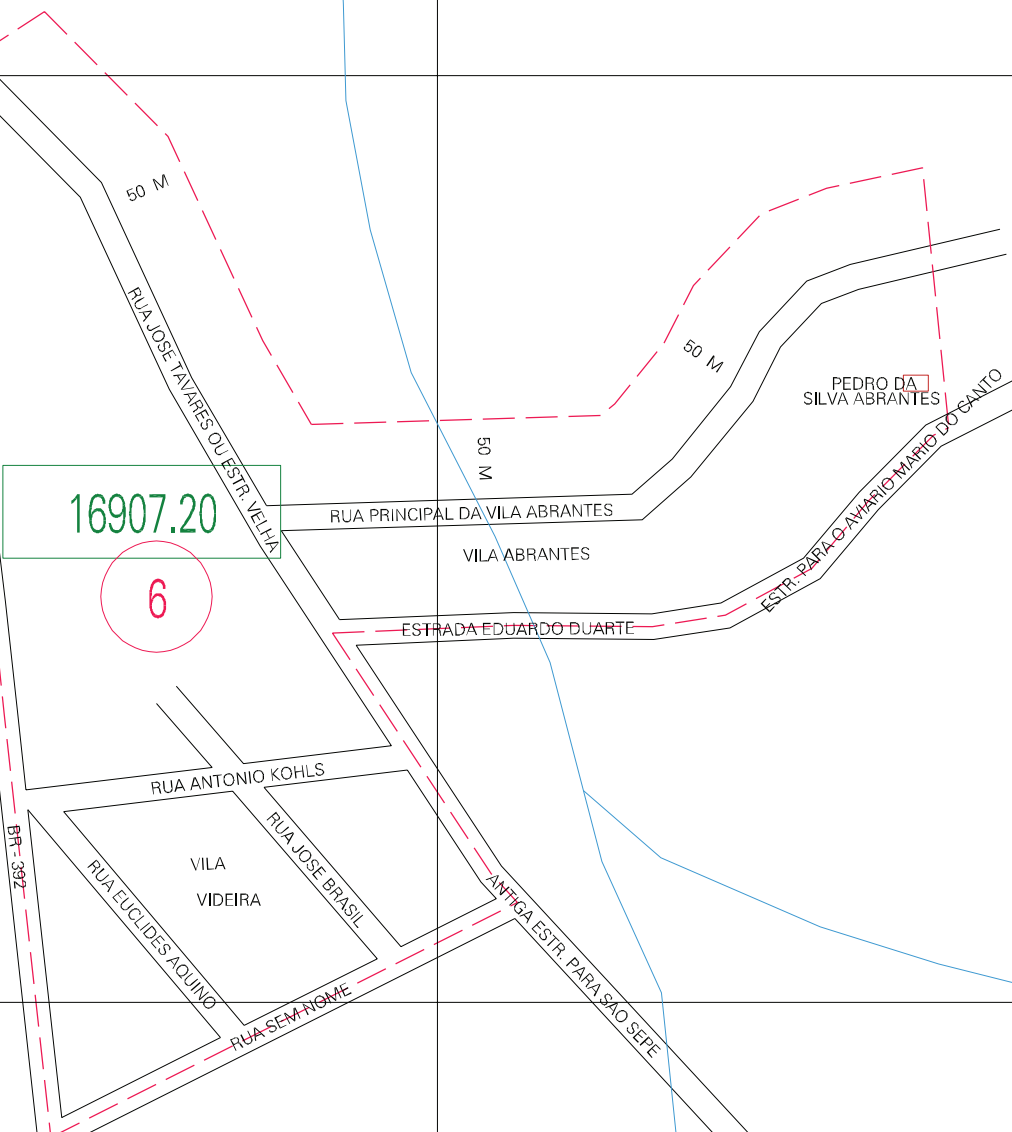 50 M
RUA JOSE TAVARES OU ESTR. VELHA
50 M
PEDRO DA
SILVA ABRANTES
50 M
16907.20
RUA PRINCIPAL DA VILA ABRANTES
VILA ABRANTES
ESTR. PARA O AVIARIO MARIO DO CANTO
6
ESTRADA EDUARDO DUARTE
RUA ANTONIO KOHLS
BR - 392
RUA JOSE BRASIL
VILA
VIDEIRA
RUA EUCLIDES AQUINO
ANTIGA ESTR. PARA SAO SEPE
RUA SEM NOME